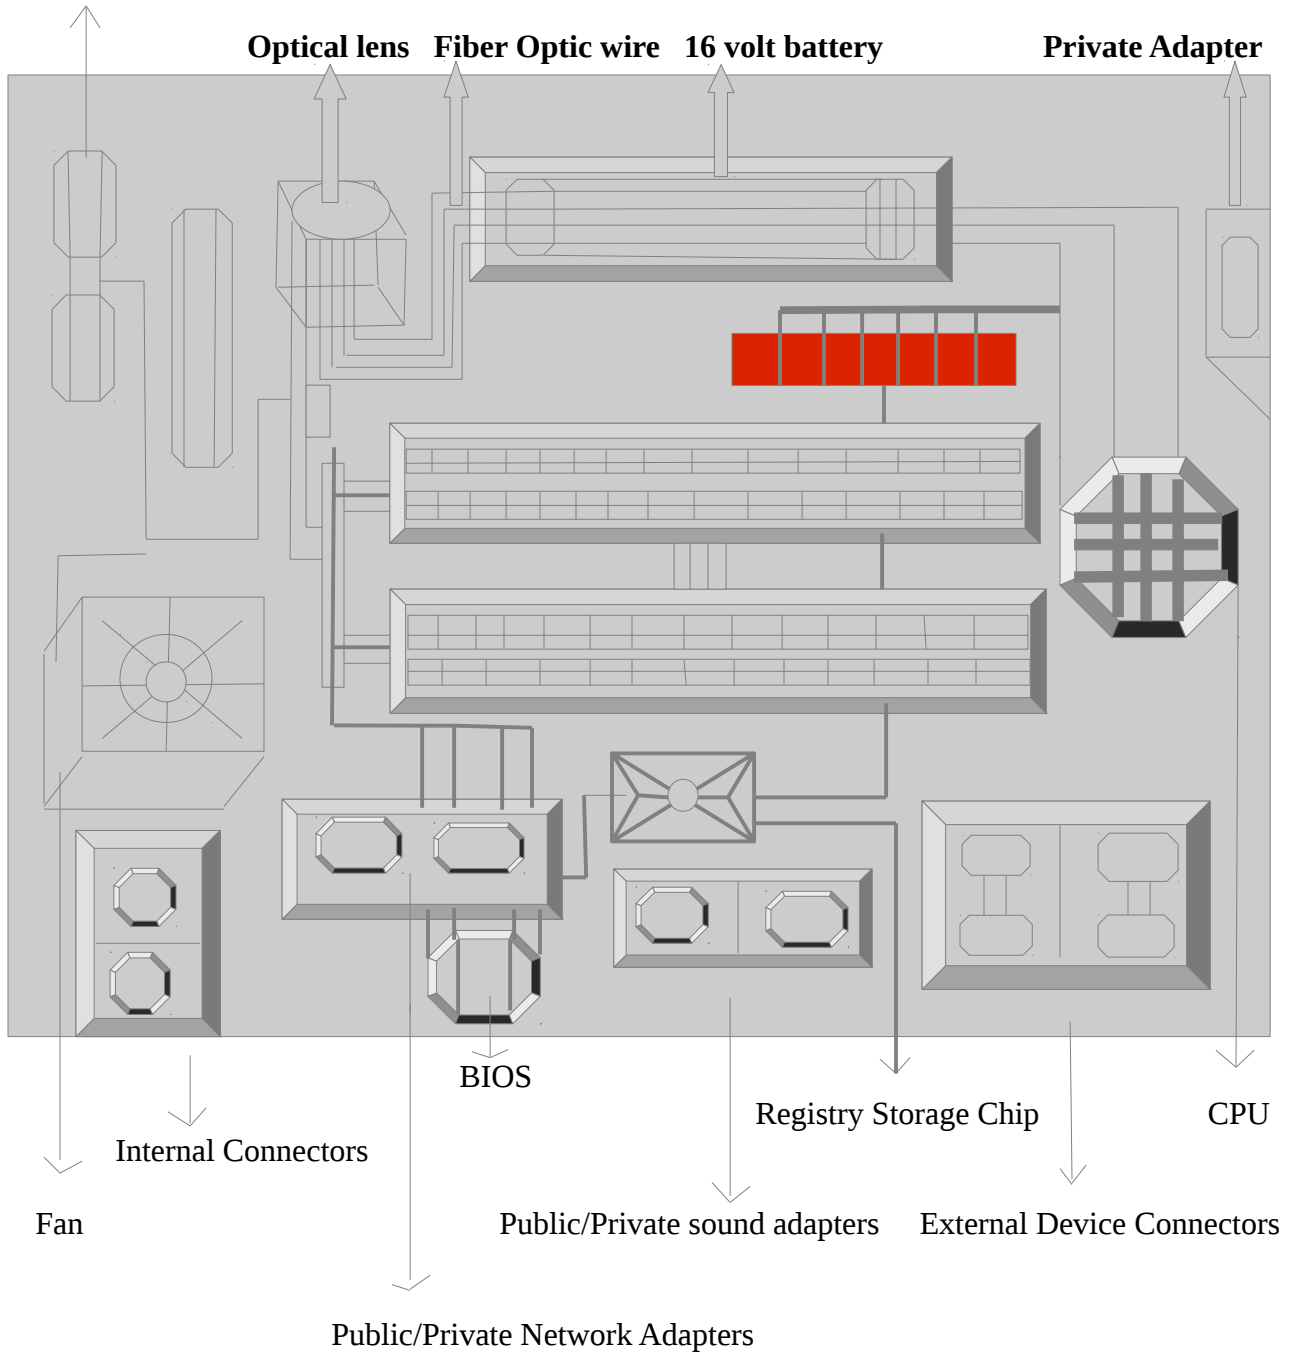 Optical lens
Fiber Optic wire
16 volt battery
Private Adapter
BIOS
Registry Storage Chip
CPU
Internal Connectors
Fan
Public/Private sound adapters
External Device Connectors
Public/Private Network Adapters